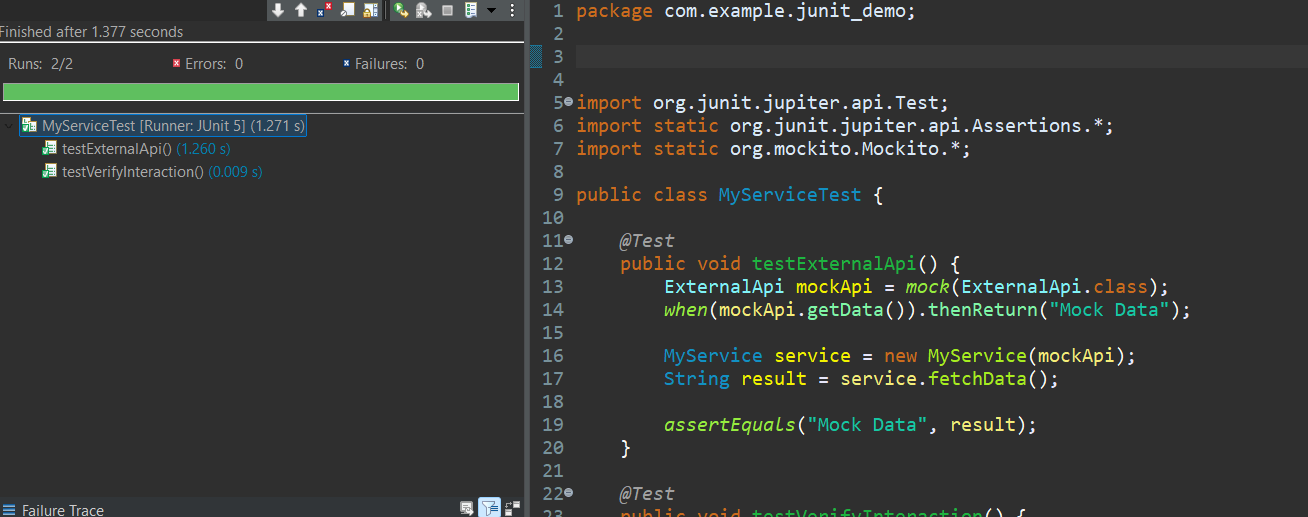 Finished after 1.377 seconds
Runs: 2/2 Errors: 0 Failures: 0
MyServiceTest [Runner: JUnit 5] (1.271 s)
testExternalApi() (1.260 s)
testVerifyInteraction() (0.009 s)
Failure Trace
1 package com.example.junit_demo;
2
3
4
5 import org.junit.jupiter.api.Test;
6 import static org.junit.jupiter.api.Assertions.*;
7 import static org.mockito.Mockito.*;
8
9 public class MyServiceTest {
10
11 @Test
12 public void testExternalApi() {
13 ExternalApi mockApi = mock(ExternalApi.class);
14 when(mockApi.getData()).thenReturn("Mock Data");
15
16 MyService service = new MyService(mockApi);
17 String result = service.fetchData();
18
19 assertEquals("Mock Data", result);
20 }
21
22 @Test
23 public void testVerifyInteraction() {